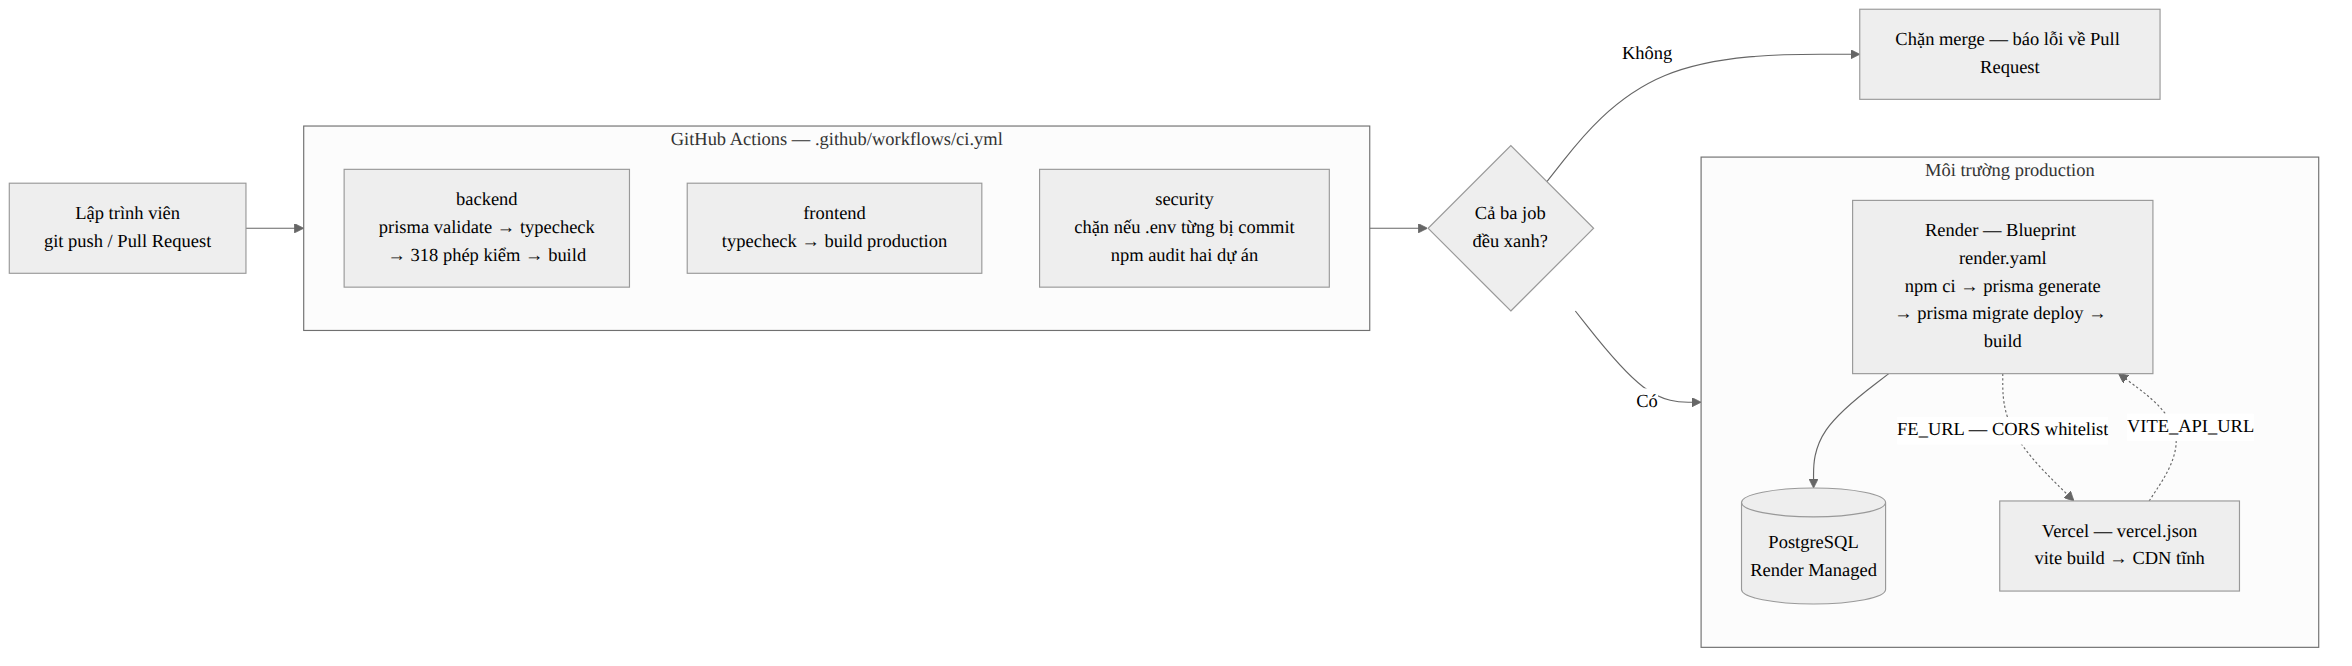 Lập trình viên
git push / Pull Request
GitHub Actions — .github/workflows/ci.yml
backend
prisma validate → typecheck
→ 318 phép kiểm → build
frontend
typecheck → build production
security
chặn nếu .env từng bị commit
npm audit hai dự án
Cả ba job
đều xanh?
Không
Chặn merge — báo lỗi về Pull
Request
Có
Môi trường production
Render — Blueprint
render.yaml
npm ci → prisma generate
→ prisma migrate deploy →
build
FE_URL — CORS whitelist
VITE_API_URL
PostgreSQL
Render Managed
Vercel — vercel.json
vite build → CDN tĩnh